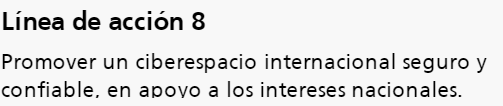 Línea de acción 8
Promover un ciberespacio internacional seguro y
confiable, en apoyo a los intereses nacionales.